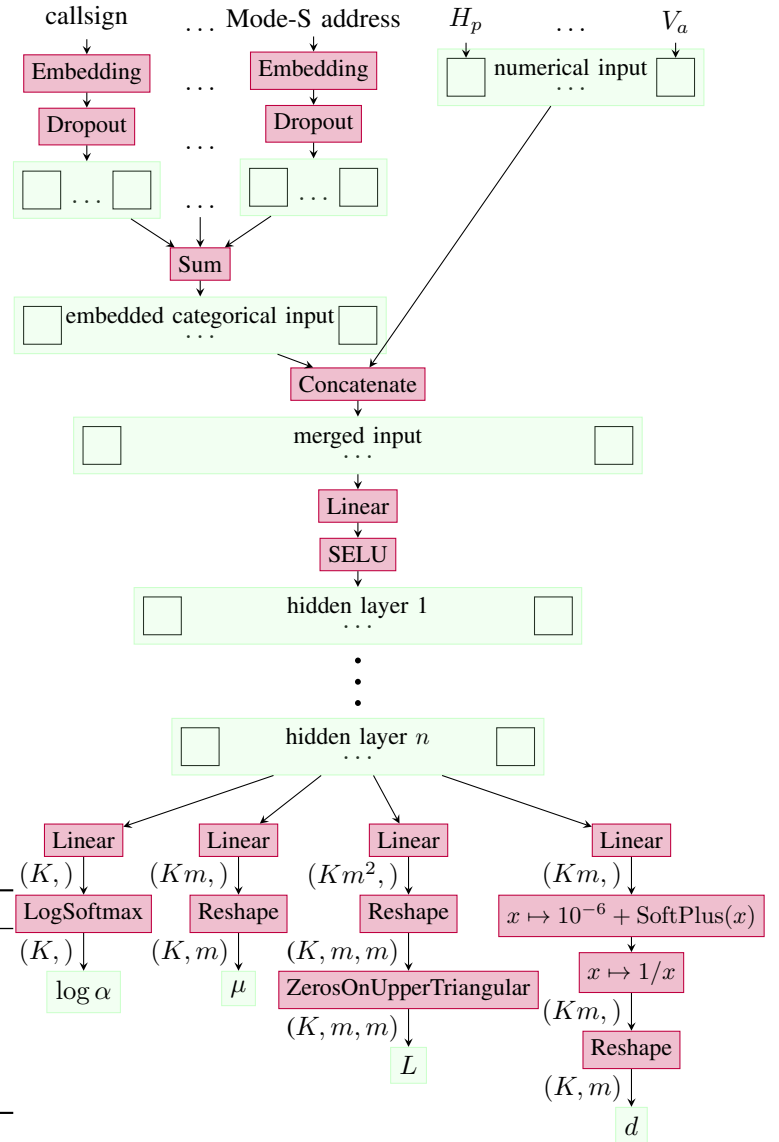 callsign ... Mode-S address H_p ... V_a
Embedding ... Embedding numerical input
...
Dropout ... Dropout
... ... ...
Sum
embedded categorical input
...
Concatenate
merged input
...
Linear
SELU
hidden layer 1
...
hidden layer n
...
Linear Linear Linear Linear
(K,) (Km,) (Km²,) (Km,)
LogSoftmax Reshape Reshape x ↦ 10⁻⁶ + SoftPlus(x)
(K,) (K, m) (K, m, m)
log α μ ZerosOnUpperTriangular x ↦ 1/x
(K, m, m) (Km,)
L Reshape
(K, m)
d